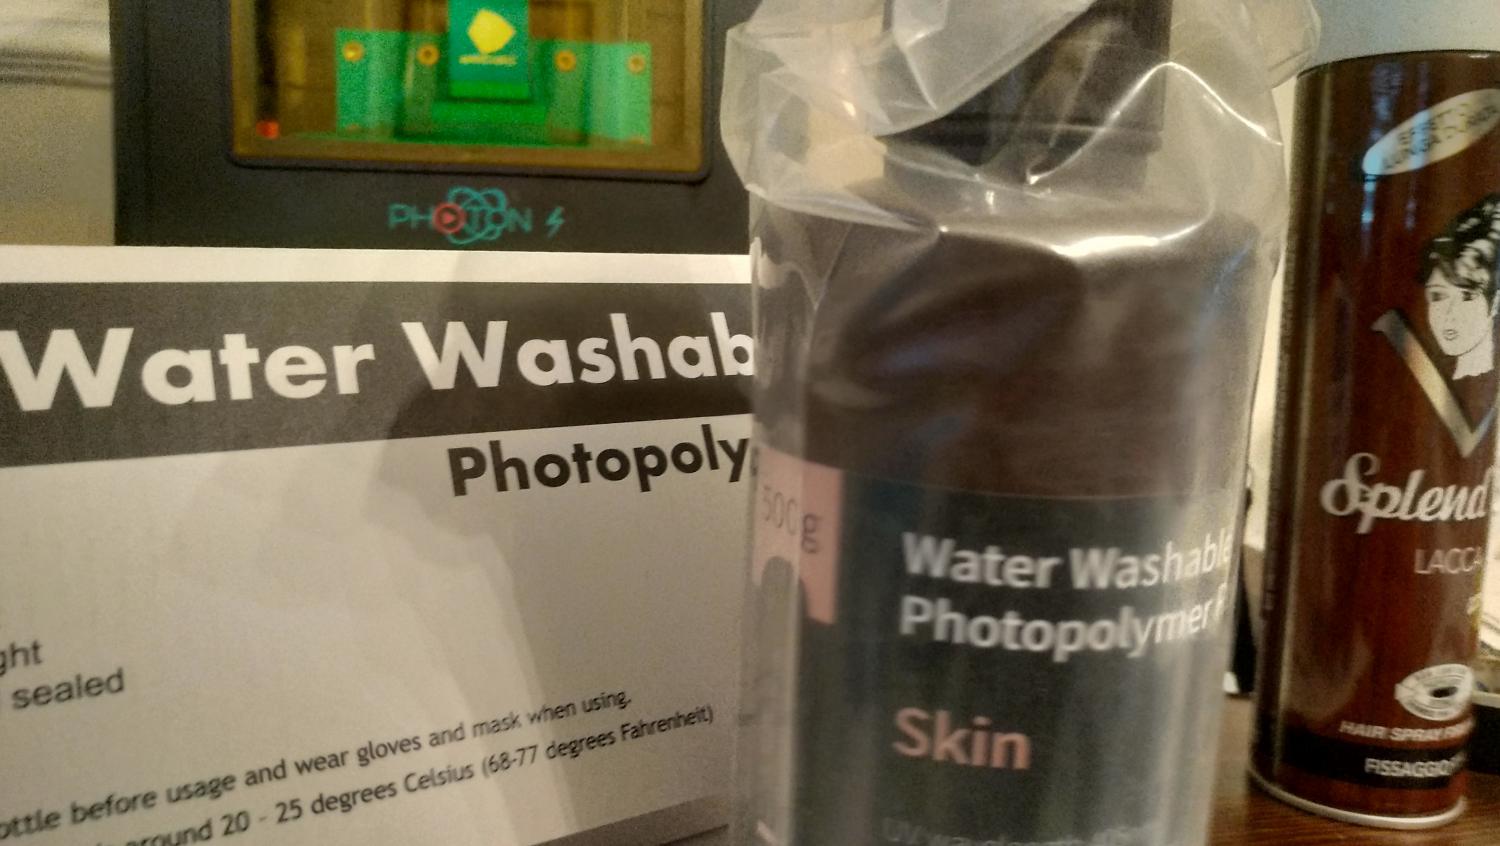 PHOTON
Water Washab
Photopoly
ght
sealed
ottle before usage and wear gloves and mask when using.
around 20 - 25 degrees Celsius (68-77 degrees Fahrenheit)
500g
Water Washable
Photopolymer
Skin
Splend
LACCA
HAIR SPRAY
FISSAGGIO